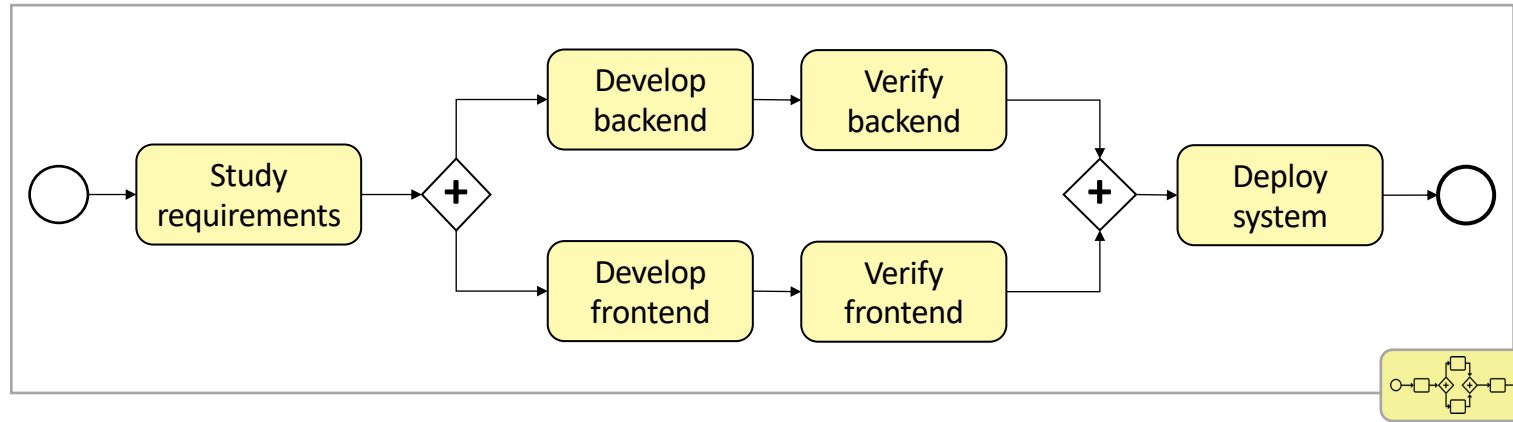 Develop
backend
Verify
backend
Study
requirements
Deploy
system
Develop
frontend
Verify
frontend